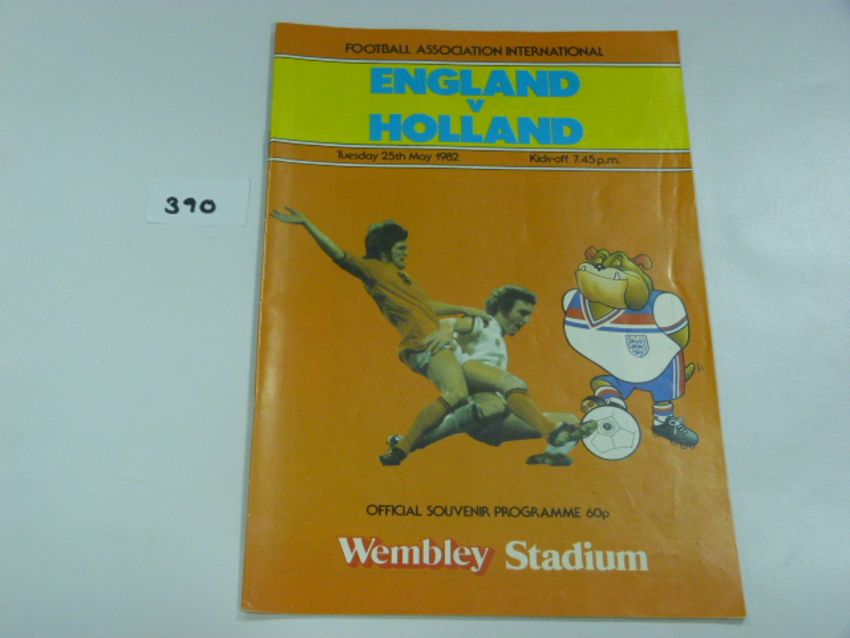 FOOTBALL ASSOCIATION INTERNATIONAL
ENGLAND
v
HOLLAND
Tuesday 25th May 1982 Kick-off 7.45 p.m.
390
OFFICIAL SOUVENIR PROGRAMME 60p
Wembley Stadium